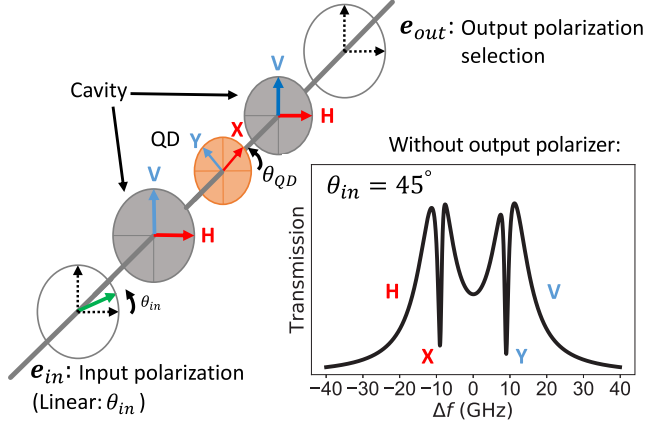 e_out: Output polarization
selection
V
Cavity
H
QD
Y
X
θ_QD
V
H
θ_in
e_in: Input polarization
(Linear: θ_in)
Without output polarizer:
θ_in = 45°
Transmission
H
V
X
Y
−40 −30 −20 −10 0 10 20 30 40
Δf (GHz)